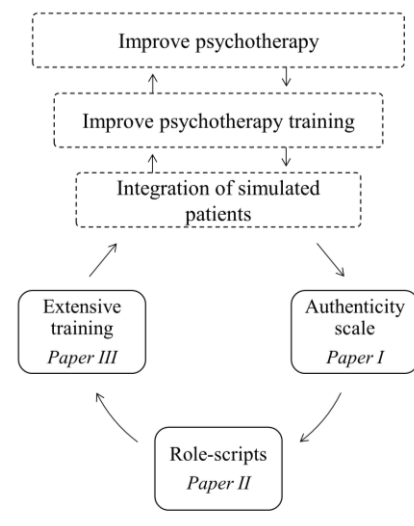 Improve psychotherapy
Improve psychotherapy training
Integration of simulated
patients
Extensive
training
Paper III
Authenticity
scale
Paper I
Role-scripts
Paper II